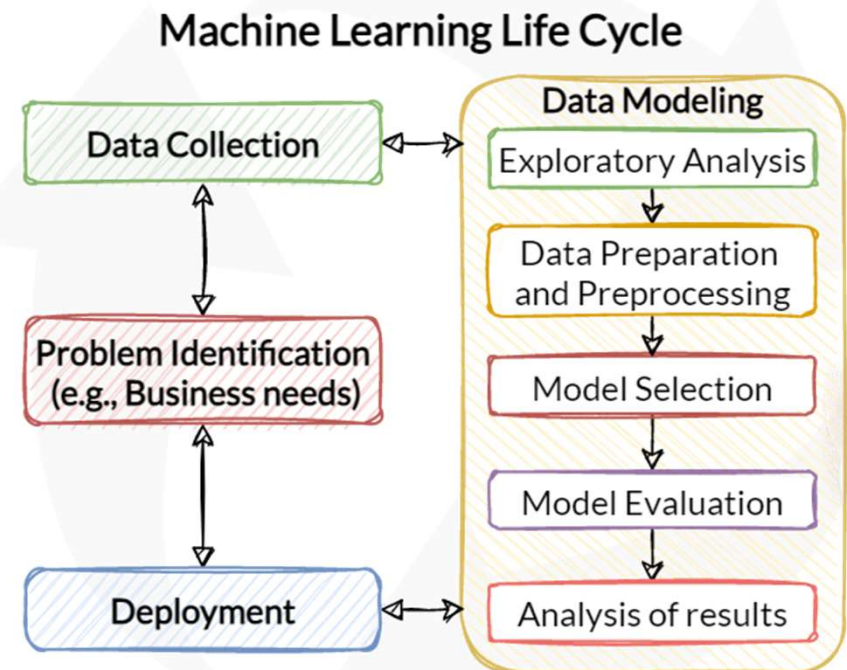 Machine Learning Life Cycle
Data Collection
Problem Identification
(e.g., Business needs)
Deployment
Data Modeling
Exploratory Analysis
Data Preparation
and Preprocessing
Model Selection
Model Evaluation
Analysis of results